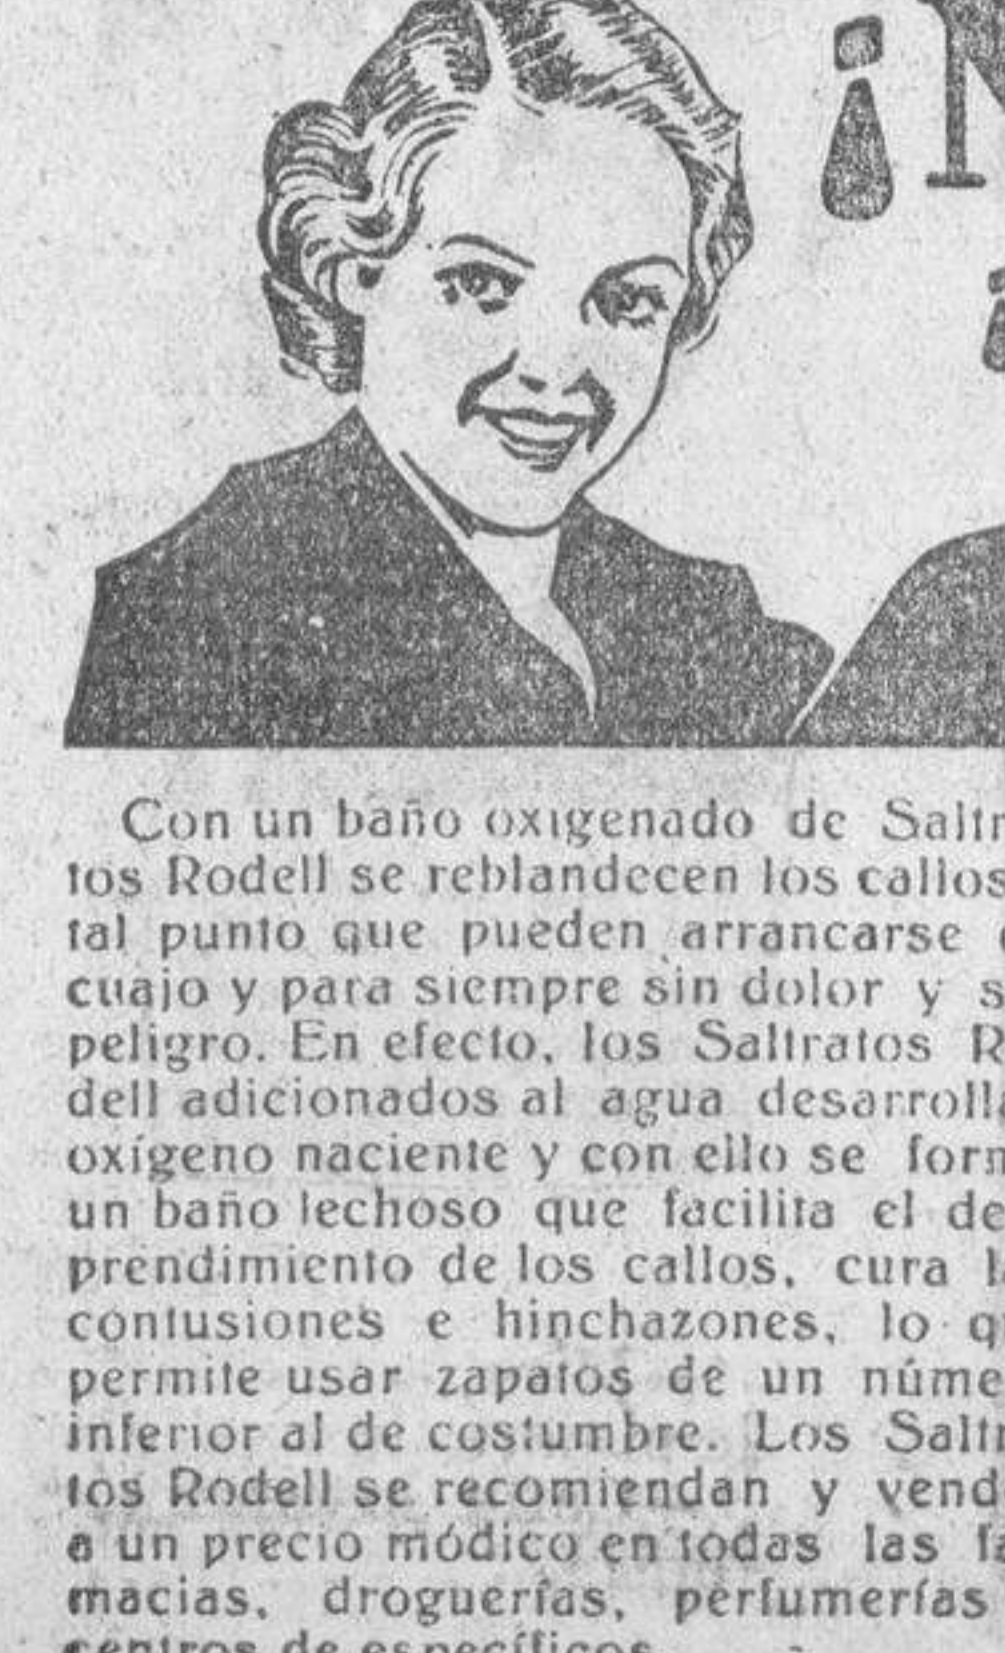 ¡
Con un baño oxigenado de Saltr
tos Rodell se reblandecen los callos
tal punto que pueden arrancarse
cuajo y para siempre sin dolor y s
peligro. En efecto, los Saltratos R
dell adicionados al agua desarroll
oxígeno naciente y con ello se form
un baño lechoso que facilita el de
prendimiento de los callos, cura l
contusiones e hinchazones, lo q
permite usar zapatos de un núme
inferior al de costumbre. Los Saltr
tos Rodell se recomiendan y vend
a un precio módico en todas las fa
macias, droguerías, perfumerías
centros de específicos